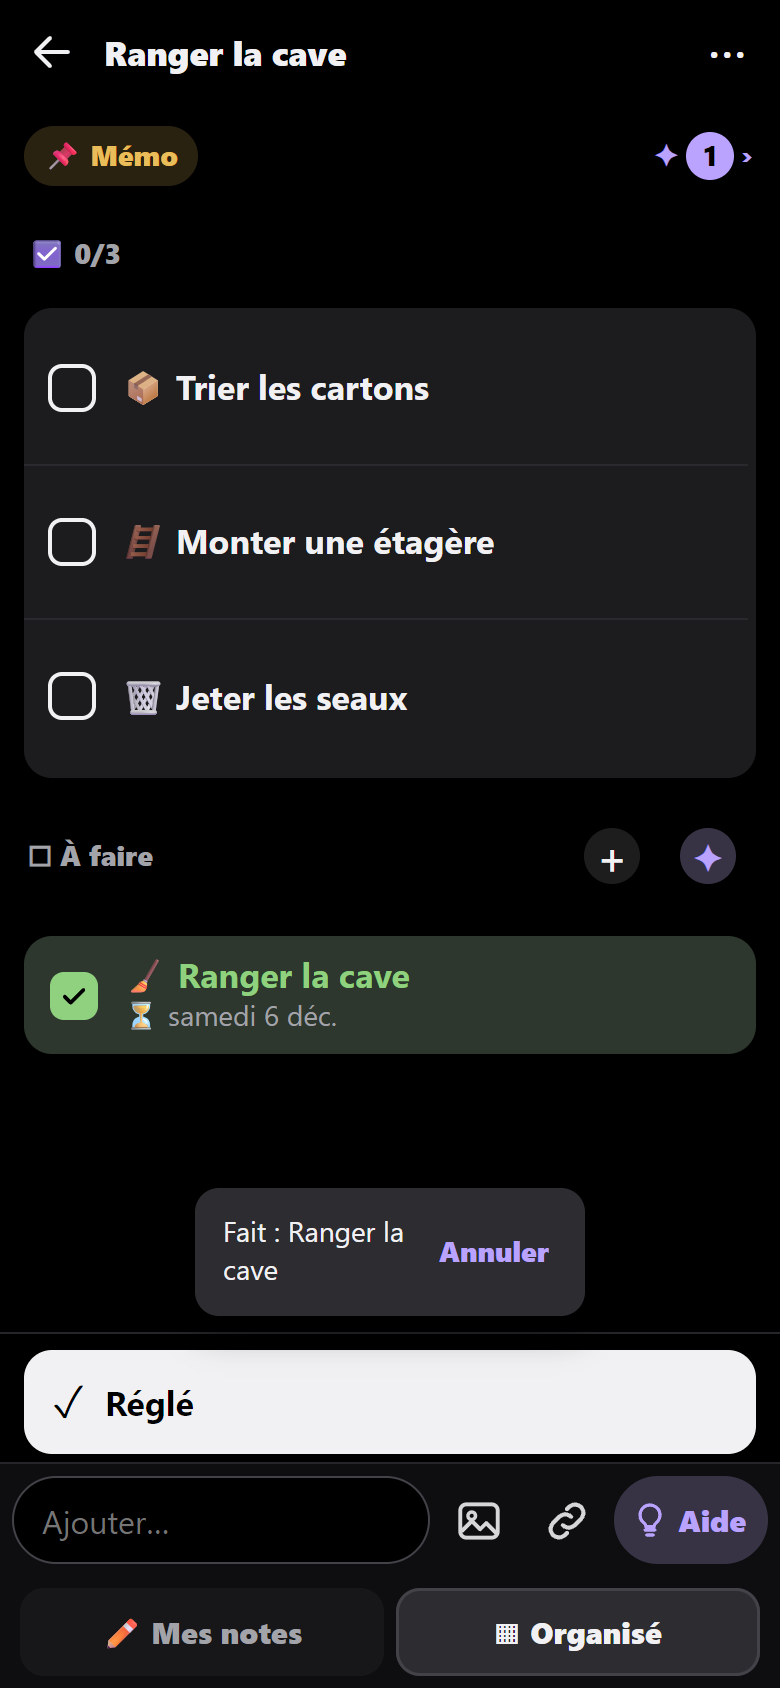 Ranger la cave
Mémo
1
0/3
Trier les cartons
Monter une étagère
Jeter les seaux
À faire
Ranger la cave
samedi 6 déc.
Fait : Ranger la
cave
Annuler
Réglé
Ajouter...
Aide
Mes notes
Organisé